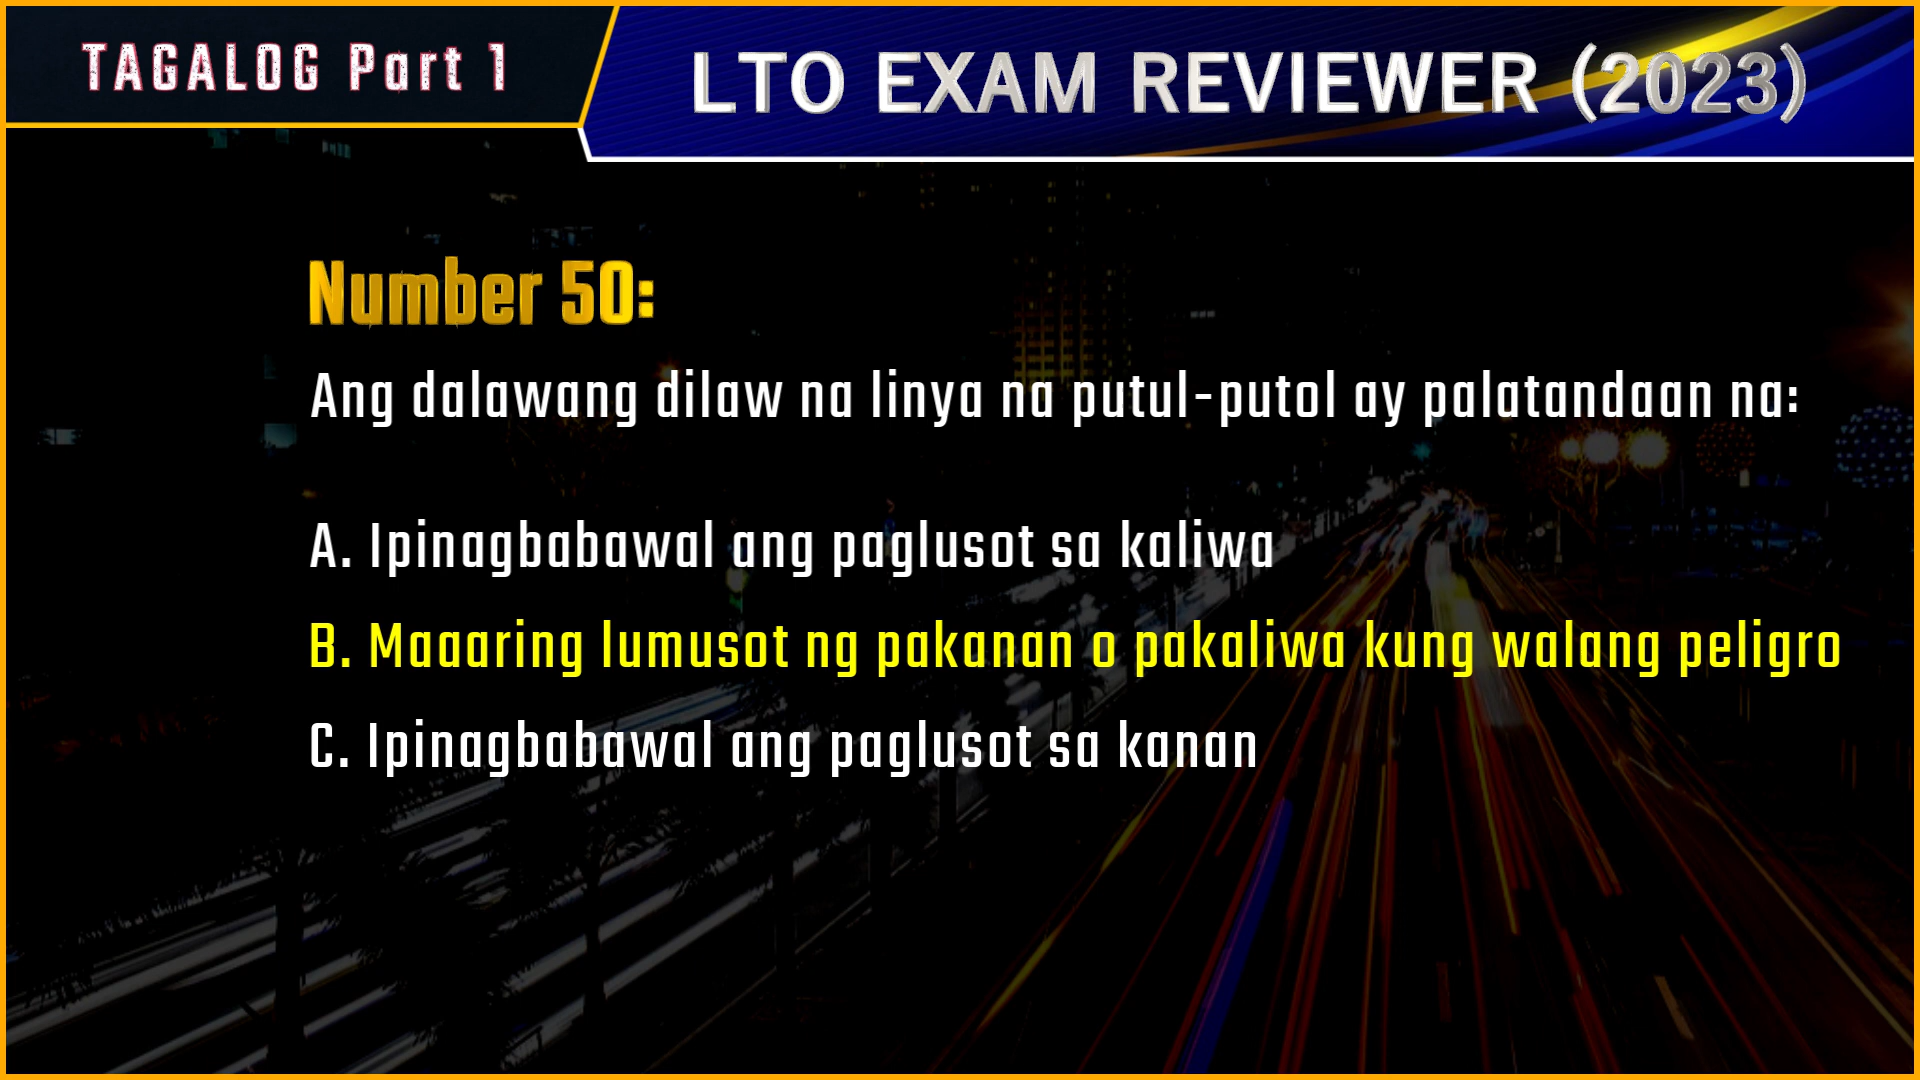 TAGALOG Part 1
LTO EXAM REVIEWER (2023)
Number 50:
Ang dalawang dilaw na linya na putul-putol ay palatandaan na:
A. Ipinagbabawal ang paglusot sa kaliwa
B. Maaaring lumusot ng pakanan o pakaliwa kung walang peligro
C. Ipinagbabawal ang paglusot sa kanan